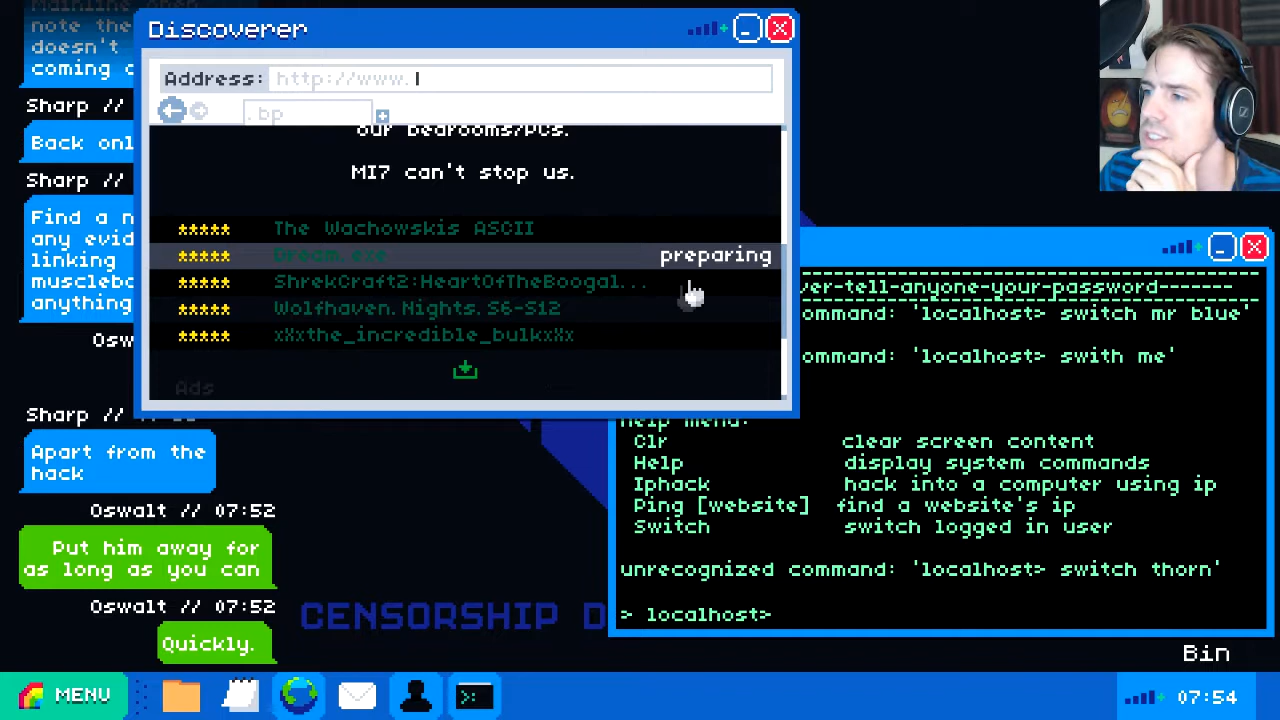 Mainline
note the
doesn't
coming
Sharp //
Back onl
Sharp //
Find a n
any evid
linking
musclebo
anything
Osw
Sharp //
Apart from the
hack
Oswalt // 07:52
Put him away for
as long as you can
Oswalt // 07:52
Quickly.
Discoverer
Address: http://www.
.bp
our bedrooms/PCs.
MI7 can't stop us.
***** The Wachowskis ASCII
***** Dream.exe preparing
***** ShrekCraft2:HeartOfTheBoogal...
***** Wolfhaven.Nights.S6-S12
***** xXxthe_incredible_bulkxXx
Ads
ver-tell-anyone-your-password-------
ommand: 'localhost> switch mr blue'
ommand: 'localhost> swith me'
Help menu:
Clr clear screen content
Help display system commands
Iphack hack into a computer using ip
Ping [website] find a website's ip
Switch switch logged in user
unrecognized command: 'localhost> switch thorn'
> localhost>
CENSORSHIP D
Bin
MENU
07:54